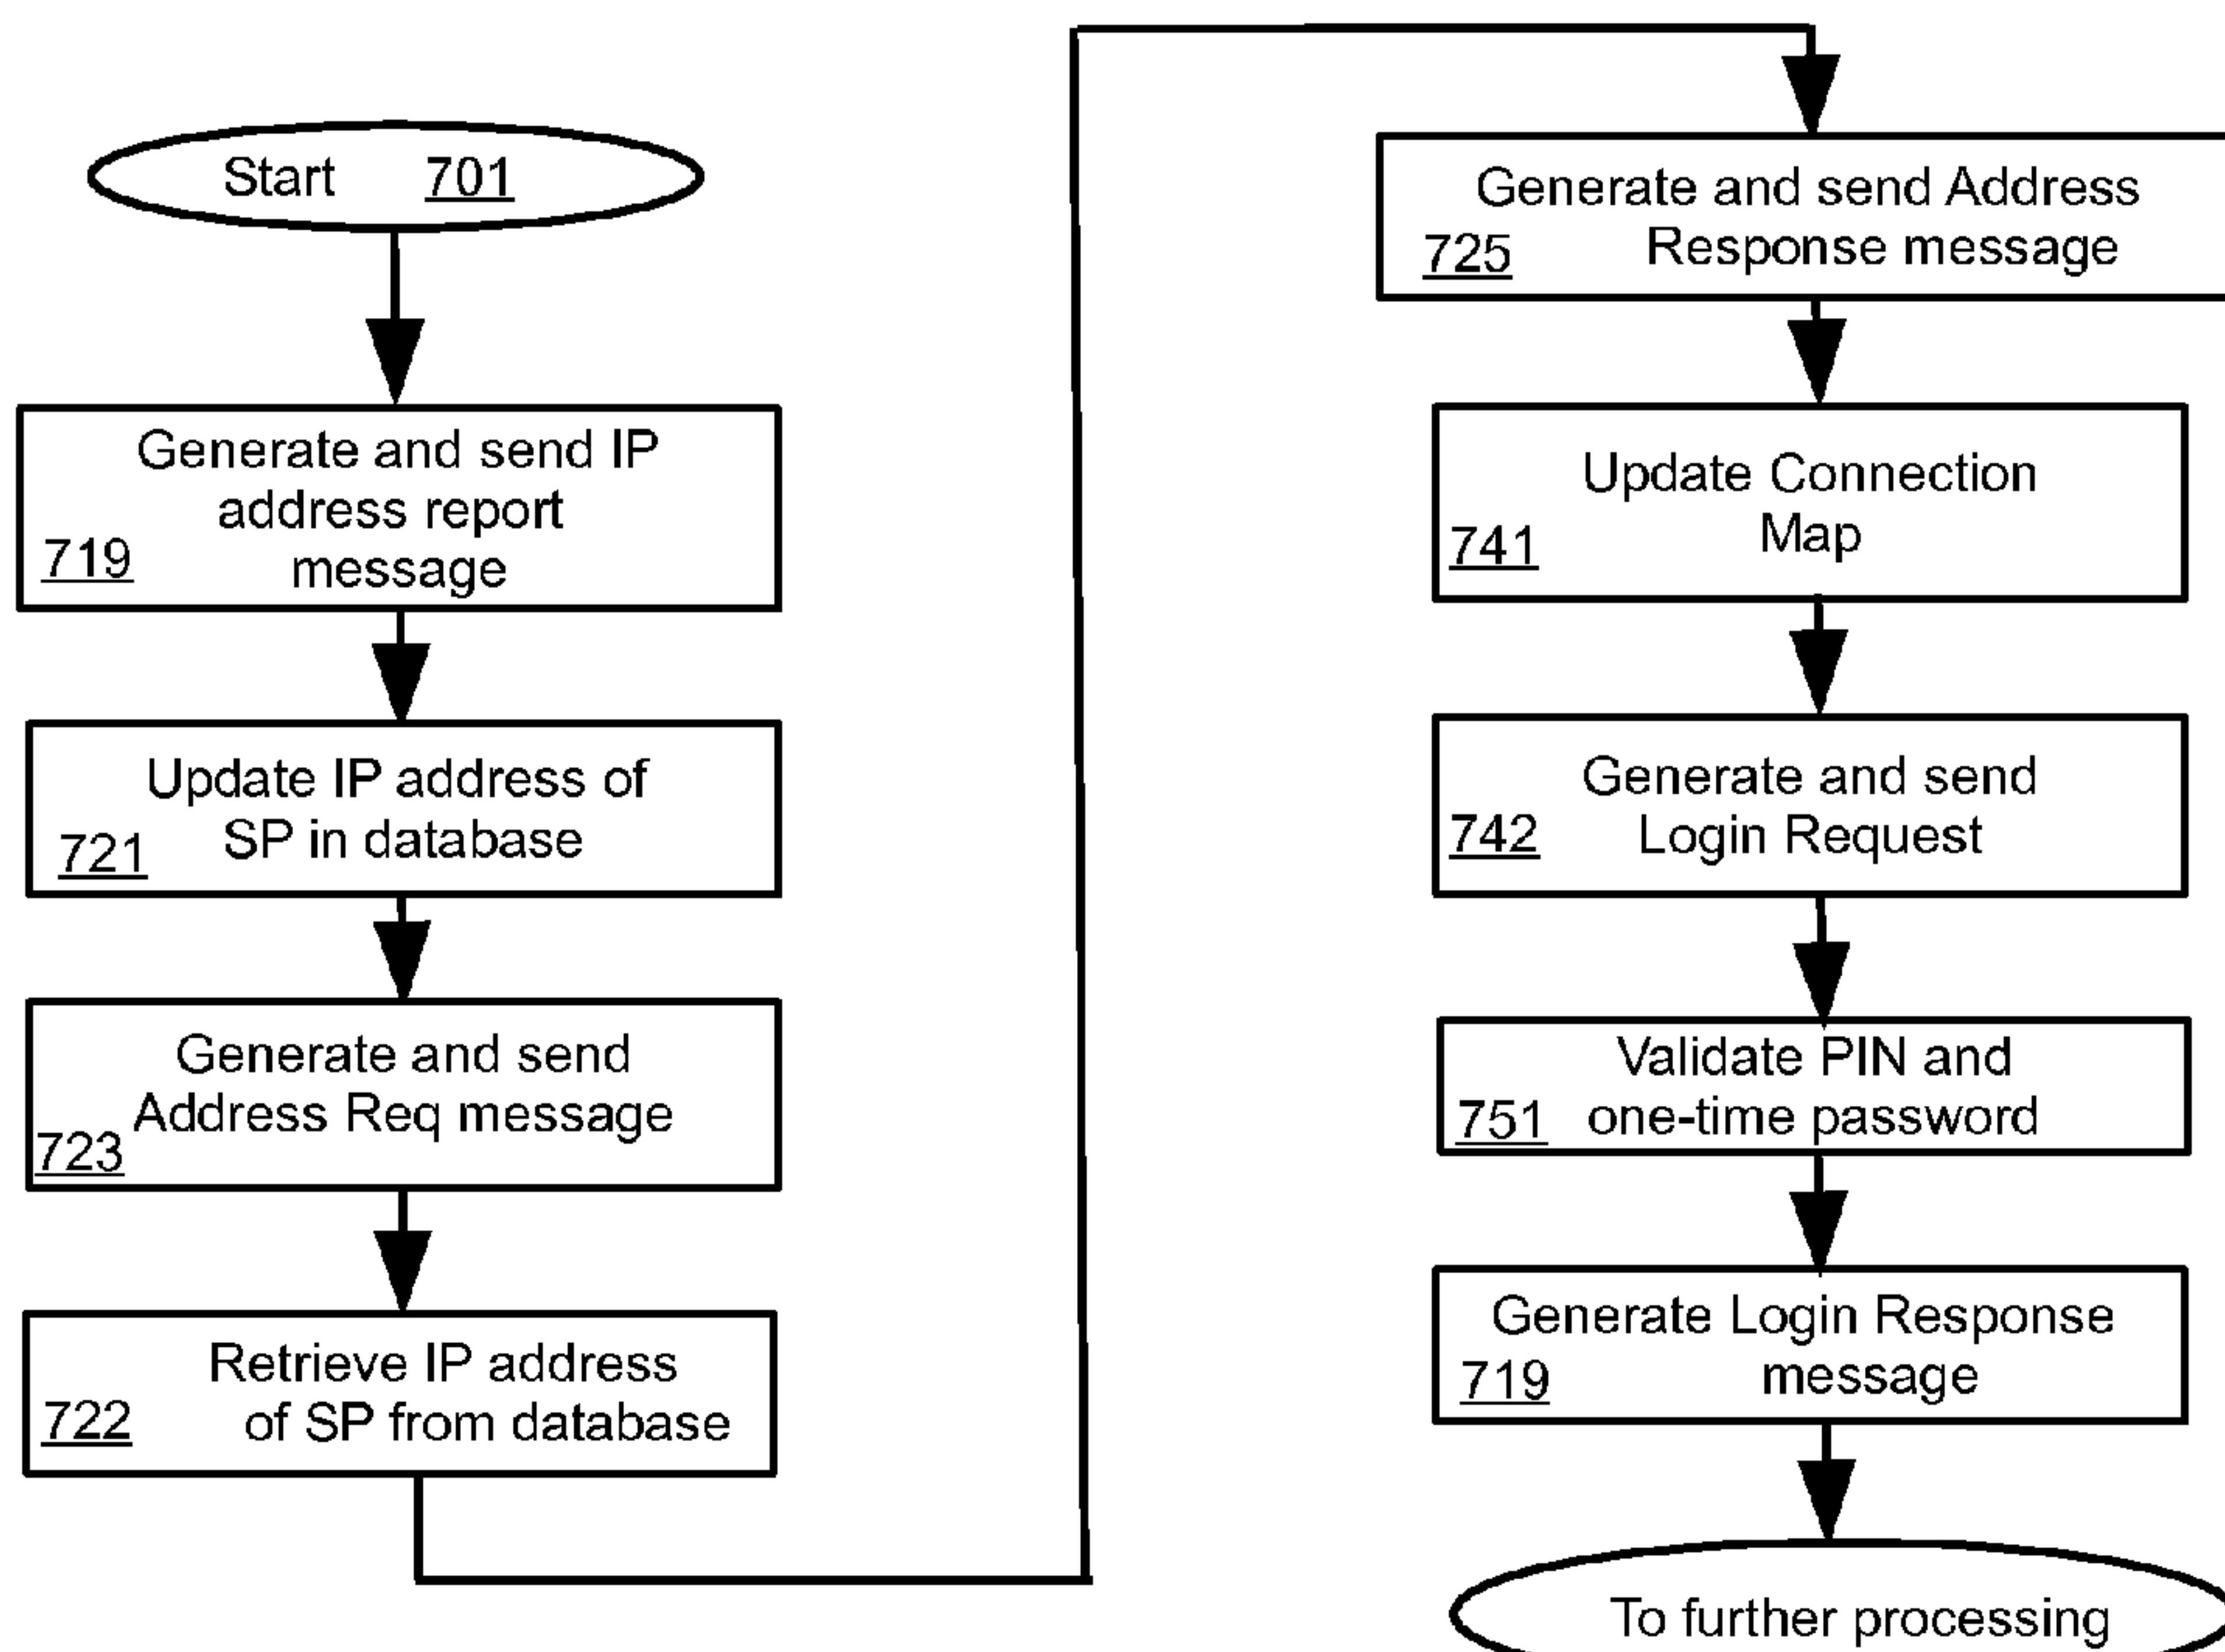 Start 701
Generate and send IP
address report
719
message
Update IP address of
SP in database
721
Generate and send
Address Req message
723
Retrieve IP address
722 of SP from database
Generate and send Address
725 Response message
Update Connection
741 Map
Generate and send
742 Login Request
Validate PIN and
751 one-time password
Generate Login Response
719 message
To further processing